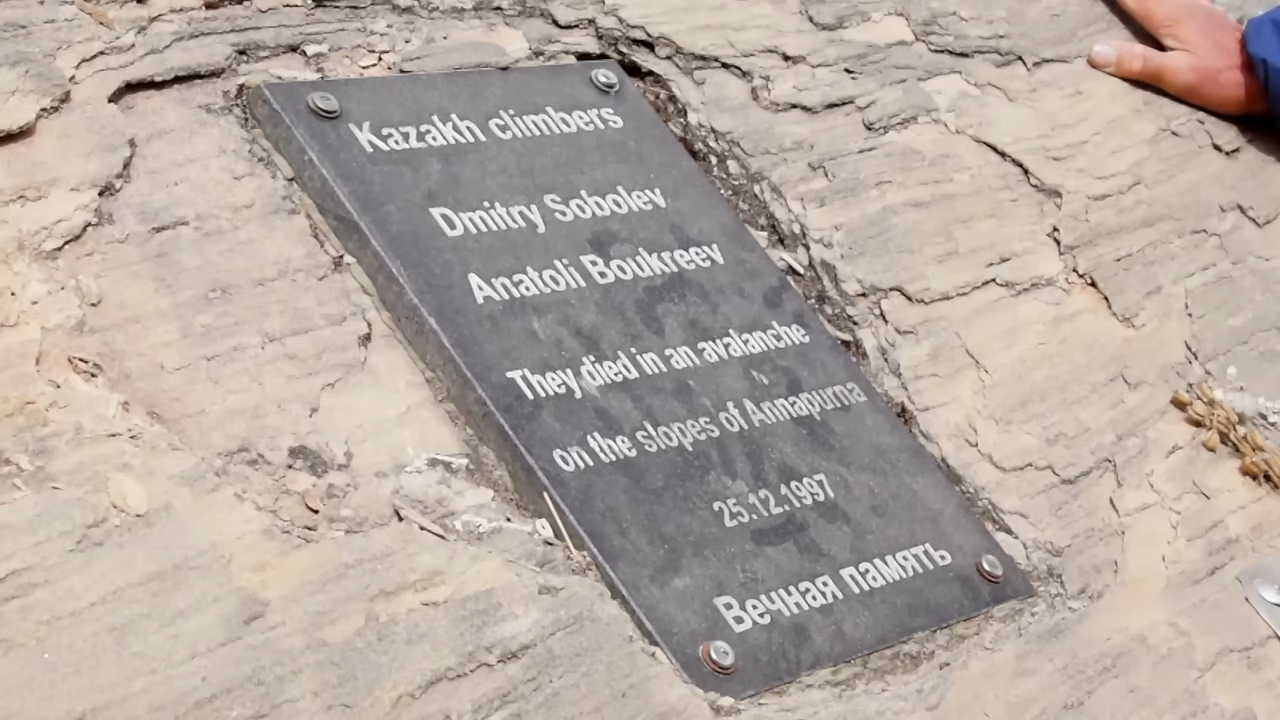 Kazakh climbers
Dmitry Sobolev
Anatoli Boukreev
They died in an avalanche
on the slopes of Annapurna
25.12.1997
Вечная память